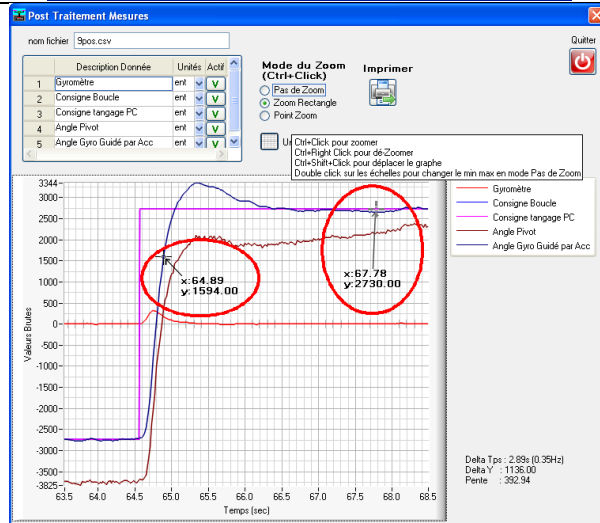 Post Traitement Mesures
nom fichier 9pos.csv
Quitter
Description Donnée Unités Actif
1 Gyromètre ent V
2 Consigne Boucle ent V
3 Consigne tangage PC ent V
4 Angle Pivot ent V
5 Angle Gyro Guidé par Acc ent V
Mode du Zoom
(Ctrl+Click)
Pas de Zoom
Zoom Rectangle
Point Zoom
Imprimer
Ctrl+Click pour zoomer
Ctrl+Right Click pour dé-Zoomer
Ctrl+Shift+Click pour déplacer le graphe
Double click sur les échelles pour changer le min max en mode Pas de Zoom
Gyromètre
Consigne Boucle
Consigne tangage PC
Angle Pivot
Angle Gyro Guidé par Acc
Valeurs Brutes
3344
3000
2500
2000
1500
1000
500
0
-500
-1000
-1500
-2000
-2500
-3000
-3500
-3825
x:64.89
y:1594.00
x:67.78
y:2730.00
63.5 64.0 64.5 65.0 65.5 66.0 66.5 67.0 67.5 68.0 68.5
Temps (sec)
Delta Tps : 2.89s (0.35Hz)
Delta Y : 1136.00
Pente : 392.94